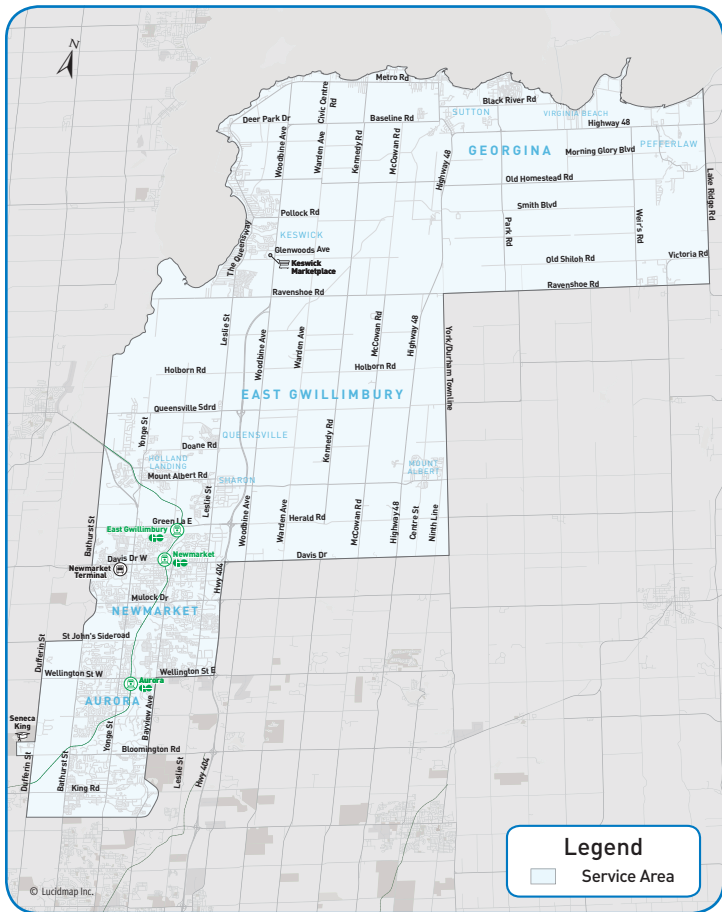 N
Metro Rd
Civic Centre
Rd
Black River Rd
SUTTON
VIRGINIA BEACH
Deer Park Dr
Baseline Rd
Highway 48
Woodbine Ave
Warden Ave
Kennedy Rd
McCowan Rd
Highway 48
GEORGINA
Morning Glory Blvd
PEFFERLAW
Old Homestead Rd
Lake Ridge Rd
Smith Blvd
Pollock Rd
Park Rd
Weir's Rd
KESWICK
The Queensway
Glenwoods Ave
Keswick
Marketplace
Old Shiloh Rd
Victoria Rd
Ravenshoe Rd
Ravenshoe Rd
Leslie St
Woodbine Ave
Warden Ave
McCowan Rd
Highway 48
York/Durham Townline
Holborn Rd
Holborn Rd
EAST GWILLIMBURY
Queensville Sdrd
Yonge St
QUEENSVILLE
Kennedy Rd
Doane Rd
HOLLAND
LANDING
MOUNT
ALBERT
Mount Albert Rd
SHARON
Leslie St
Woodbine Ave
Warden Ave
McCowan Rd
Highway 48
Centre St
Ninth Line
Bathurst St
Green La E
Herald Rd
East Gwillimbury
Davis Dr W
Newmarket
Davis Dr
Newmarket
Terminal
Hwy 404
Mulock Dr
NEWMARKET
St John's Sideroad
Dufferin St
Wellington St W
Wellington St E
Aurora
AURORA
Seneca
King
Yonge St
Bayview Ave
Bloomington Rd
Dufferin St
Bathurst St
Leslie St
Hwy 404
King Rd
Legend
Service Area
© Lucidmap Inc.